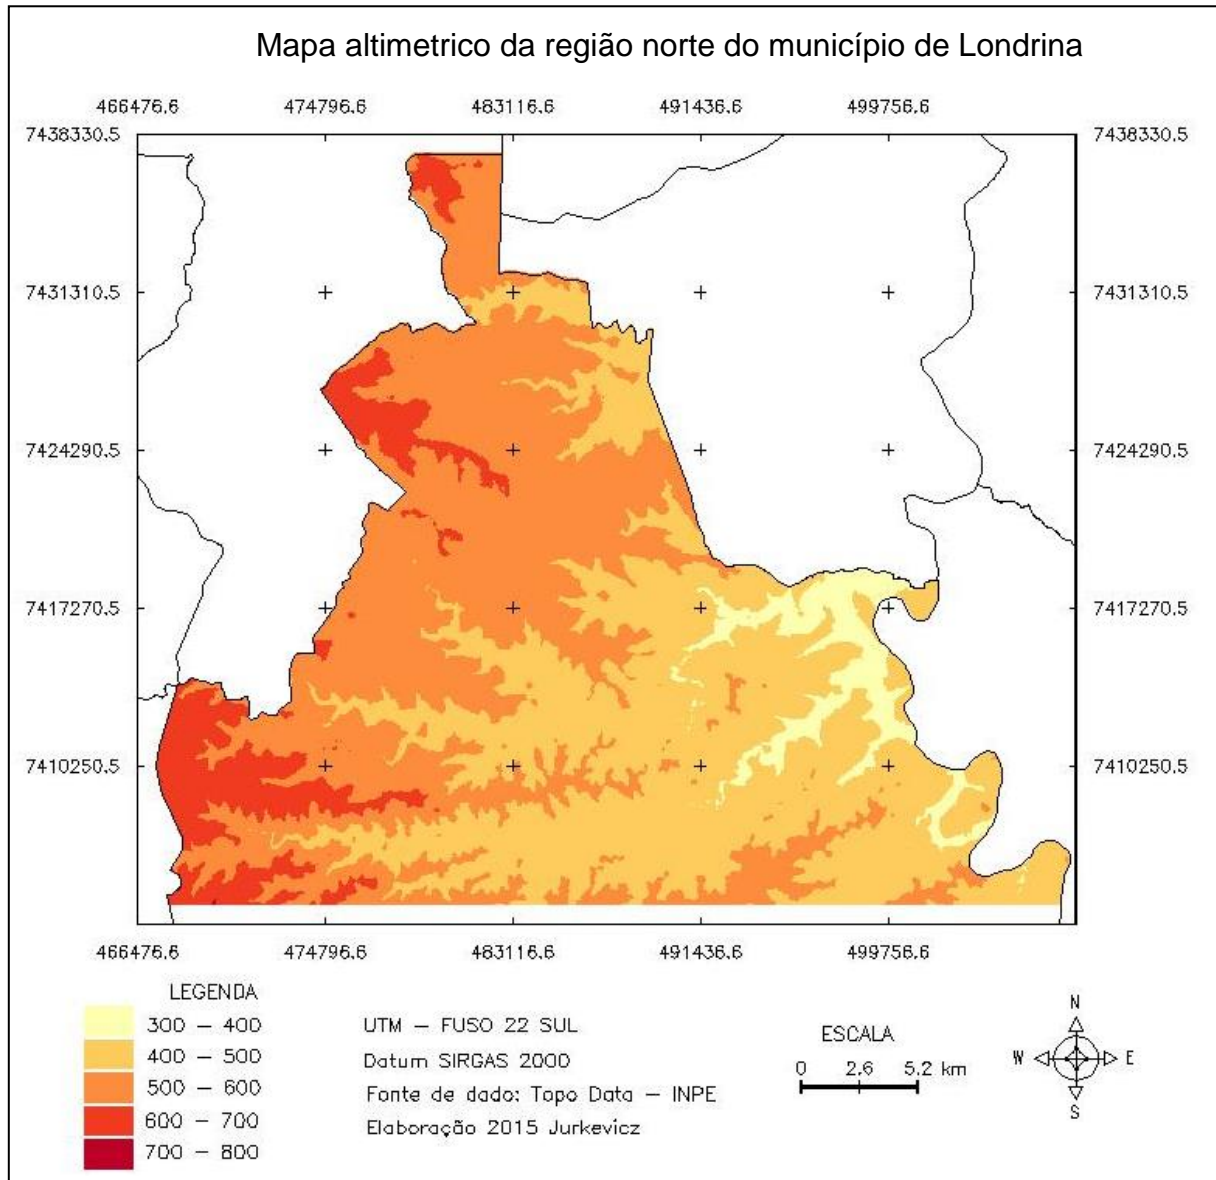 Mapa altimetrico da região norte do município de Londrina
466476.6 474796.6 483116.6 491436.6 499756.6
7438330.5 7438330.5
7431310.5 7431310.5
7424290.5 7424290.5
7417270.5 7417270.5
7410250.5 7410250.5
466476.6 474796.6 483116.6 491436.6 499756.6
LEGENDA
300 – 400
400 – 500
500 – 600
600 – 700
700 – 800
UTM – FUSO 22 SUL
Datum SIRGAS 2000
Fonte de dado: Topo Data – INPE
Elaboração 2015 Jurkevicz
ESCALA
0 2.6 5.2 km
N
W E
S